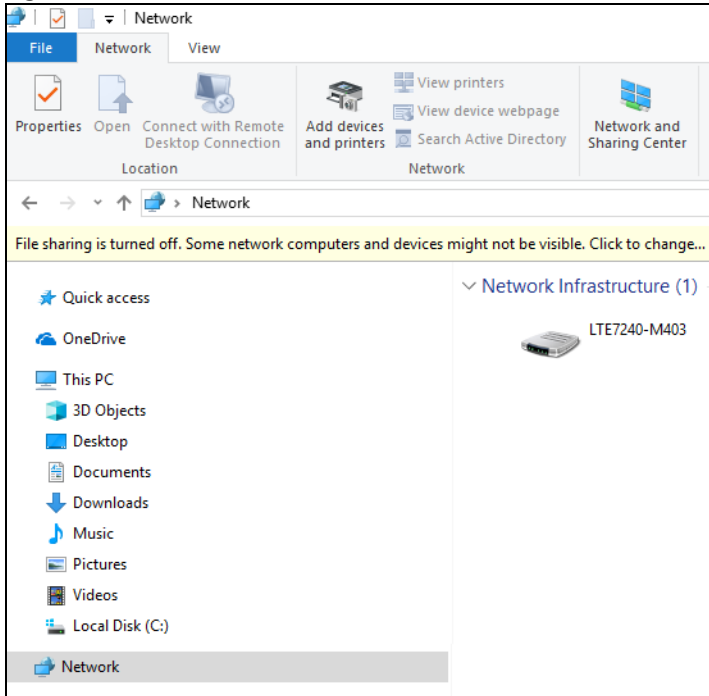 Network
File Network View
Properties Open Connect with Remote Desktop Connection
Location
Add devices and printers
View printers
View device webpage
Search Active Directory
Network
Network and Sharing Center
Network
File sharing is turned off. Some network computers and devices might not be visible. Click to change...
Quick access
OneDrive
This PC
3D Objects
Desktop
Documents
Downloads
Music
Pictures
Videos
Local Disk (C:)
Network
Network Infrastructure (1)
LTE7240-M403